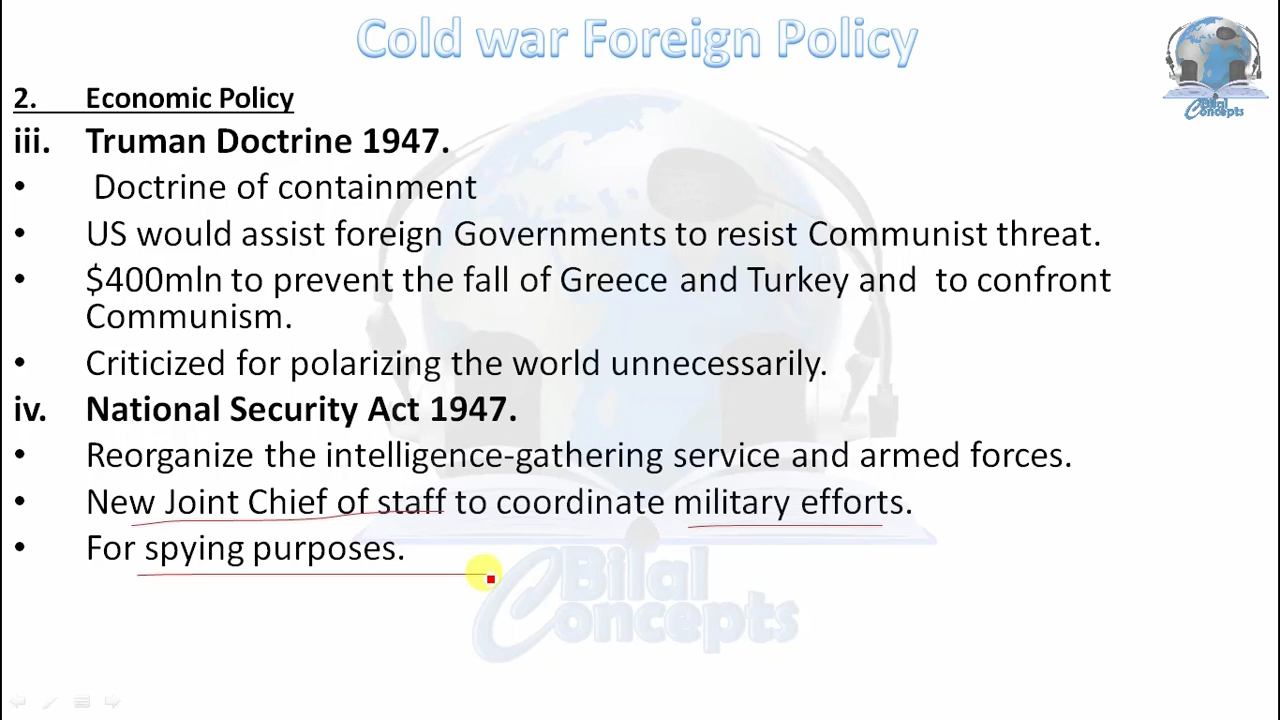 Cold war Foreign Policy
Bilal
Concepts
2. Economic Policy
iii. Truman Doctrine 1947.
• Doctrine of containment
• US would assist foreign Governments to resist Communist threat.
• $400mln to prevent the fall of Greece and Turkey and to confront
Communism.
• Criticized for polarizing the world unnecessarily.
iv. National Security Act 1947.
• Reorganize the intelligence-gathering service and armed forces.
• New Joint Chief of staff to coordinate military efforts.
• For spying purposes.
Bilal
Concepts